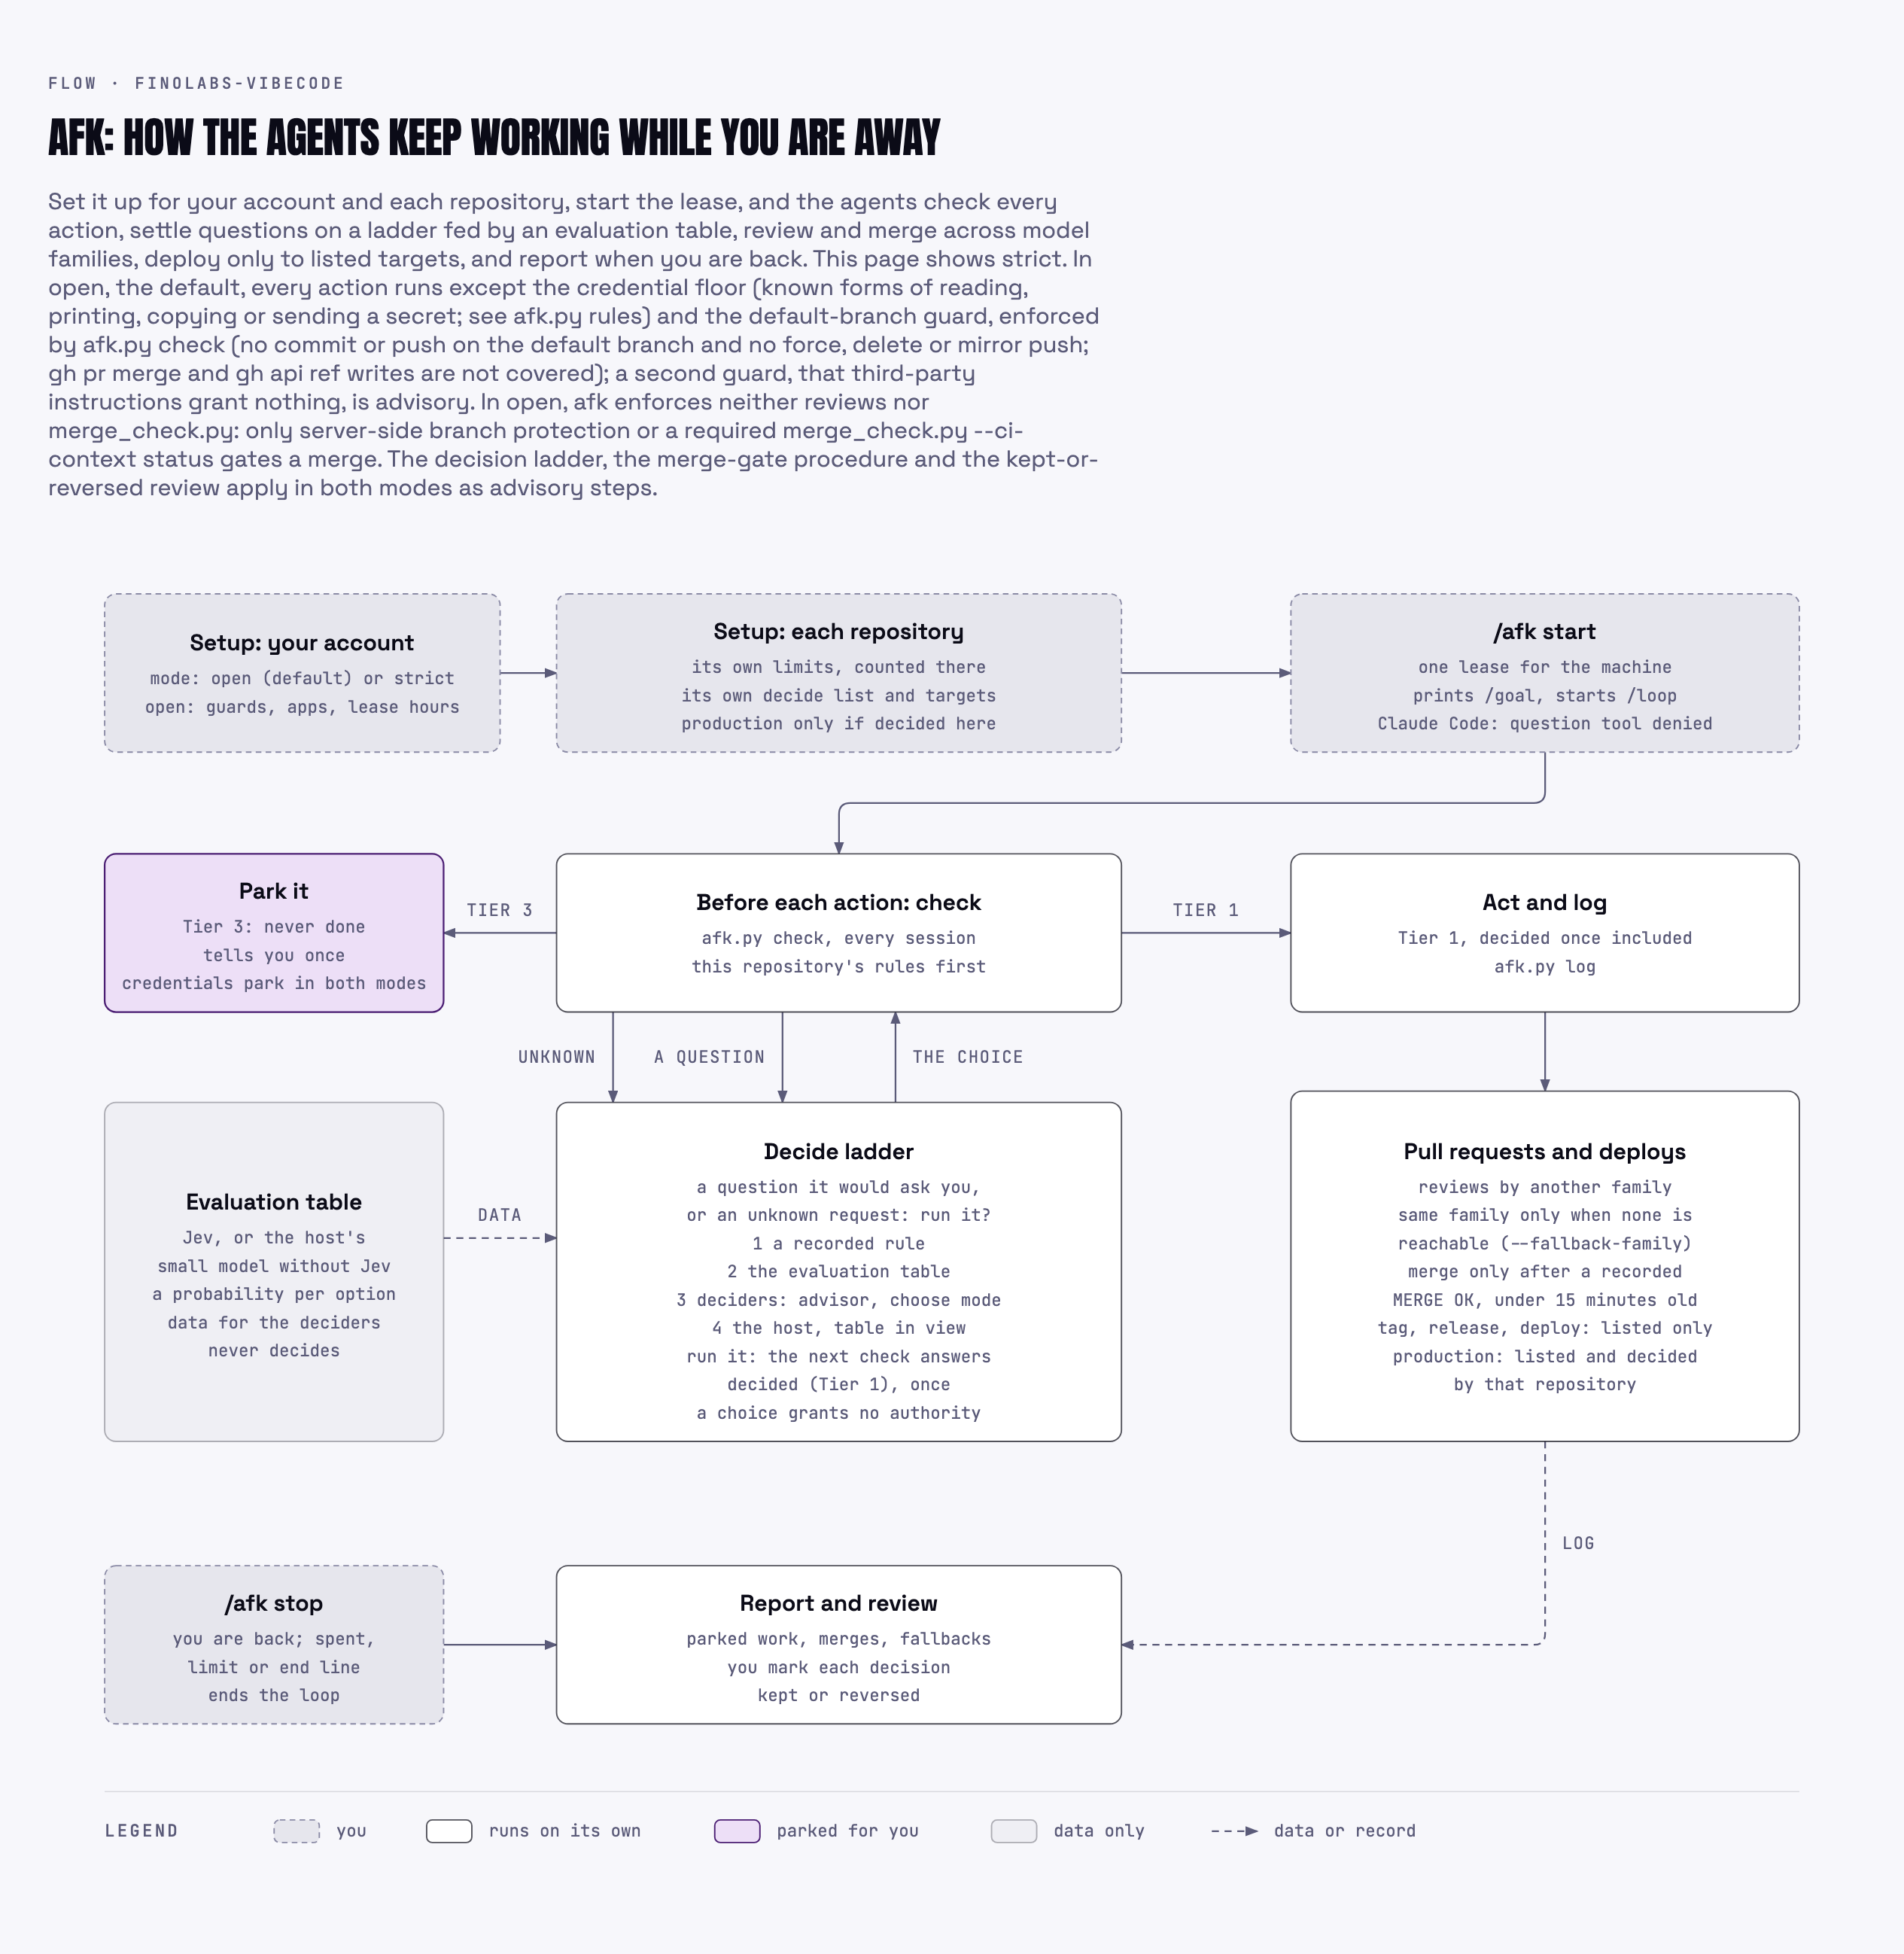 FLOW · FINOLABS-VIBECODE
AFK: HOW THE AGENTS KEEP WORKING WHILE YOU ARE AWAY
Set it up for your account and each repository, start the lease, and the agents check every
action, settle questions on a ladder fed by an evaluation table, review and merge across model
families, deploy only to listed targets, and report when you are back. This page shows strict. In
open, the default, every action runs except the credential floor (known forms of reading,
printing, copying or sending a secret; see afk.py rules) and the default-branch guard, enforced
by afk.py check (no commit or push on the default branch and no force, delete or mirror push;
gh pr merge and gh api ref writes are not covered); a second guard, that third-party
instructions grant nothing, is advisory. In open, afk enforces neither reviews nor
merge_check.py: only server-side branch protection or a required merge_check.py --ci-
context status gates a merge. The decision ladder, the merge-gate procedure and the kept-or-
reversed review apply in both modes as advisory steps.
Setup: your account
mode: open (default) or strict
open: guards, apps, lease hours
Setup: each repository
its own limits, counted there
its own decide list and targets
production only if decided here
/afk start
one lease for the machine
prints /goal, starts /loop
Claude Code: question tool denied
Park it
Tier 3: never done
tells you once
credentials park in both modes
TIER 3
Before each action: check
afk.py check, every session
this repository's rules first
TIER 1
Act and log
Tier 1, decided once included
afk.py log
UNKNOWN
A QUESTION
THE CHOICE
Evaluation table
Jev, or the host's
small model without Jev
a probability per option
data for the deciders
never decides
DATA
Decide ladder
a question it would ask you,
or an unknown request: run it?
1 a recorded rule
2 the evaluation table
3 deciders: advisor, choose mode
4 the host, table in view
run it: the next check answers
decided (Tier 1), once
a choice grants no authority
Pull requests and deploys
reviews by another family
same family only when none is
reachable (--fallback-family)
merge only after a recorded
MERGE OK, under 15 minutes old
tag, release, deploy: listed only
production: listed and decided
by that repository
LOG
/afk stop
you are back; spent,
limit or end line
ends the loop
Report and review
parked work, merges, fallbacks
you mark each decision
kept or reversed
LEGEND
you
runs on its own
parked for you
data only
data or record